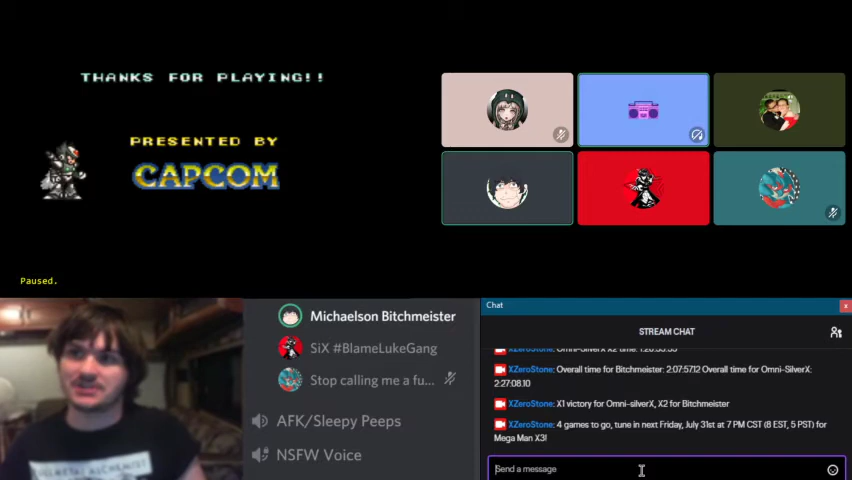 THANKS FOR PLAYING!!
PRESENTED BY
CAPCOM
Paused.
Michaelson Bitchmeister
SiX #BlameLukeGang
Stop calling me a fu...
AFK/Sleepy Peeps
NSFW Voice
Chat
STREAM CHAT
XZeroStone: Overall time for Bitchmeister: 2:07:57.12 Overall time for Omni-SilverX:
2:27:08.10
XZeroStone: X1 victory for Omni-silverX, X2 for Bitchmeister
XZeroStone: 4 games to go, tune in next Friday, July 31st at 7 PM CST (8 EST, 5 PST) for
Mega Man X3!
Send a message